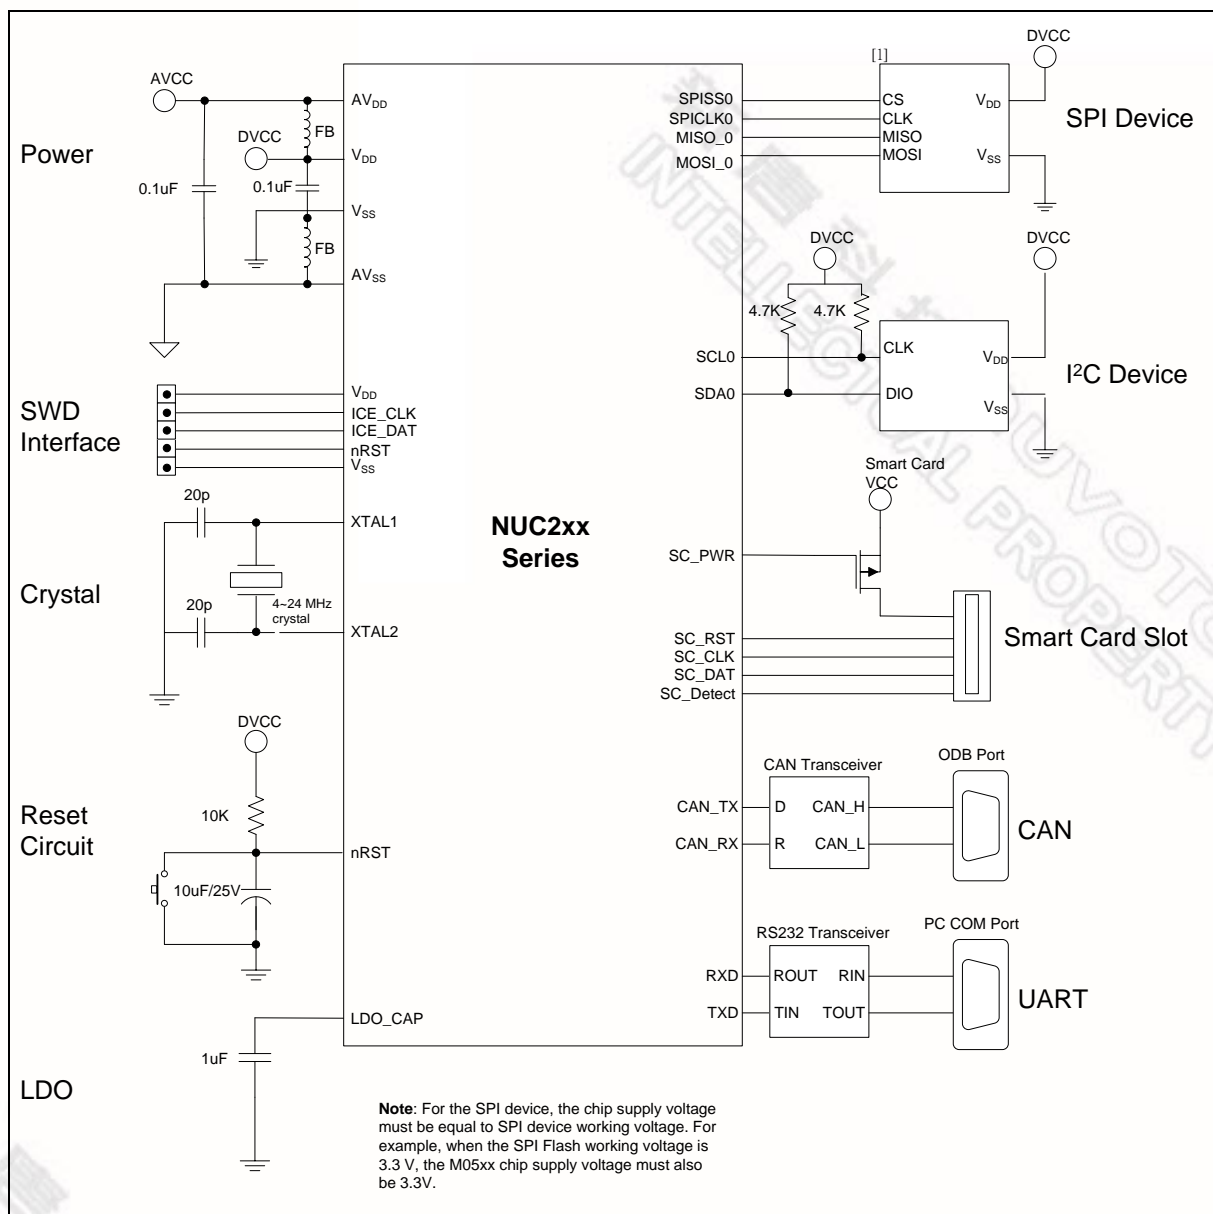 Power
AVCC
AVDD
FB
DVCC
VDD
0.1uF
0.1uF
VSS
FB
AVSS
SWD
Interface
VDD
ICE_CLK
ICE_DAT
nRST
VSS
Crystal
20p
XTAL1
20p
4~24 MHz
crystal
XTAL2
Reset
Circuit
DVCC
10K
nRST
10uF/25V
LDO
LDO_CAP
1uF
NUC2xx
Series
[1]
DVCC
SPISS0
CS
VDD
SPICLK0
CLK
MISO_0
MISO
MOSI_0
MOSI
VSS
SPI Device
DVCC
DVCC
4.7K
4.7K
SCL0
CLK
VDD
SDA0
DIO
VSS
I²C Device
Smart Card
VCC
SC_PWR
SC_RST
SC_CLK
SC_DAT
SC_Detect
Smart Card Slot
CAN Transceiver
ODB Port
CAN_TX
D
CAN_H
CAN_RX
R
CAN_L
CAN
RS232 Transceiver
PC COM Port
RXD
ROUT
RIN
TXD
TIN
TOUT
UART
Note: For the SPI device, the chip supply voltage
must be equal to SPI device working voltage. For
example, when the SPI Flash working voltage is
3.3 V, the M05xx chip supply voltage must also
be 3.3V.
INTELLECTUAL PROPERTY